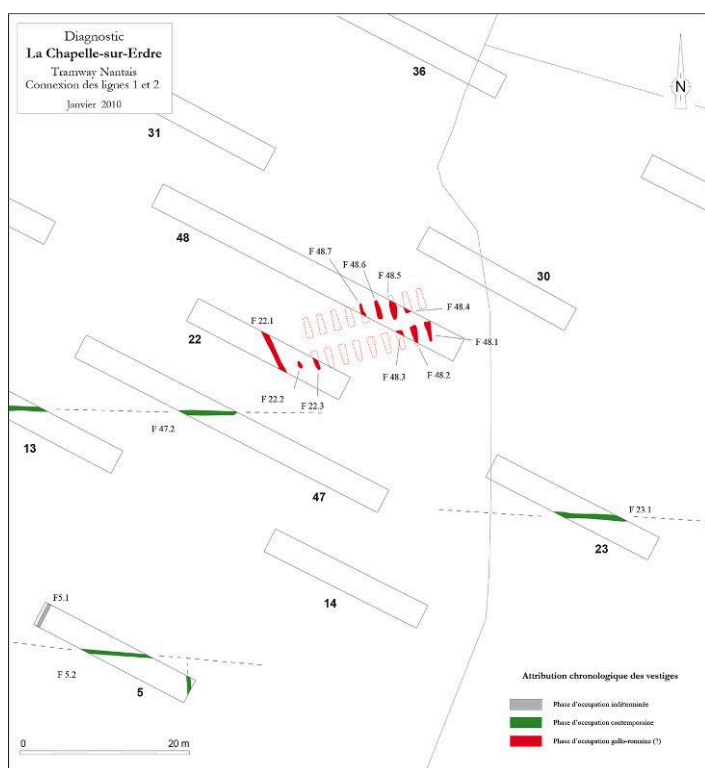 Diagnostic
La Chapelle-sur-Erdre
Tramway Nantais
Connexion des lignes 1 et 2
Janvier 2010
36
N
31
48
F 48.7
F 48.6
F 48.5
F 48.4
30
F 22.1
22
F 48.1
F 48.3
F 48.2
F 22.2
F 22.3
F 47.2
13
47
F 23.1
23
14
F5.1
F 5.2
5
Attribution chronologique des vestiges
Phase d'occupation indéterminée
Phase d'occupation contemporaine
Phase d'occupation gallo-romaine (?)
0 20 m